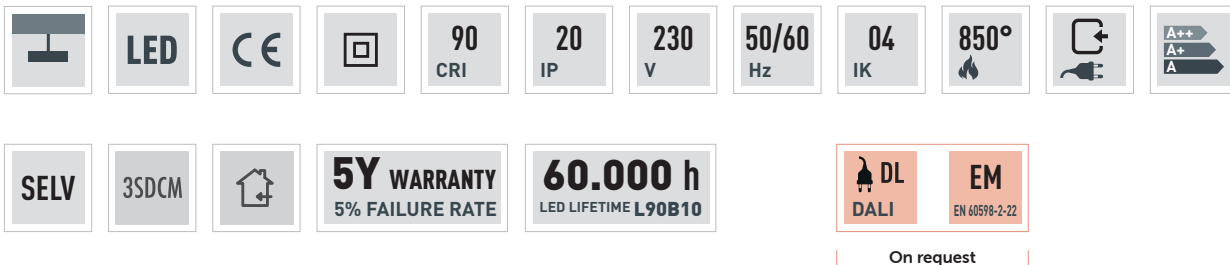 LED
CE
90
CRI
20
IP
230
V
50/60
Hz
04
IK
850°
A++
A+
A
SELV
3SDCM
5Y WARRANTY
5% FAILURE RATE
60.000 h
LED LIFETIME L90B10
DL
DALI
EM
EN 60598-2-22
On request